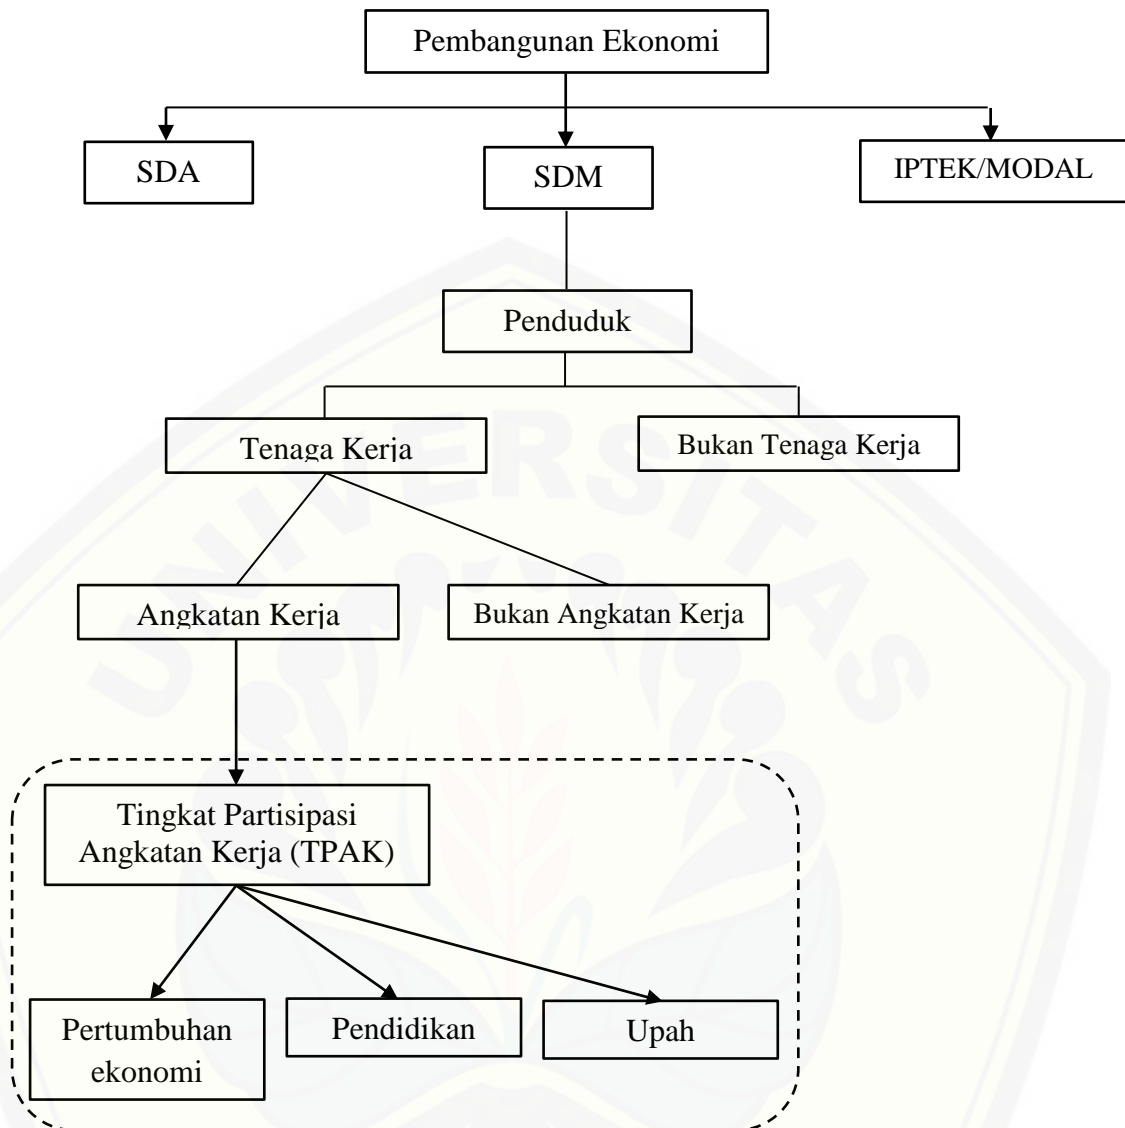 Pembangunan Ekonomi
SDA
SDM
IPTEK/MODAL
Penduduk
Tenaga Kerja
Bukan Tenaga Kerja
Angkatan Kerja
Bukan Angkatan Kerja
Tingkat Partisipasi
Angkatan Kerja (TPAK)
Pertumbuhan
ekonomi
Pendidikan
Upah
UNIVERSITAS